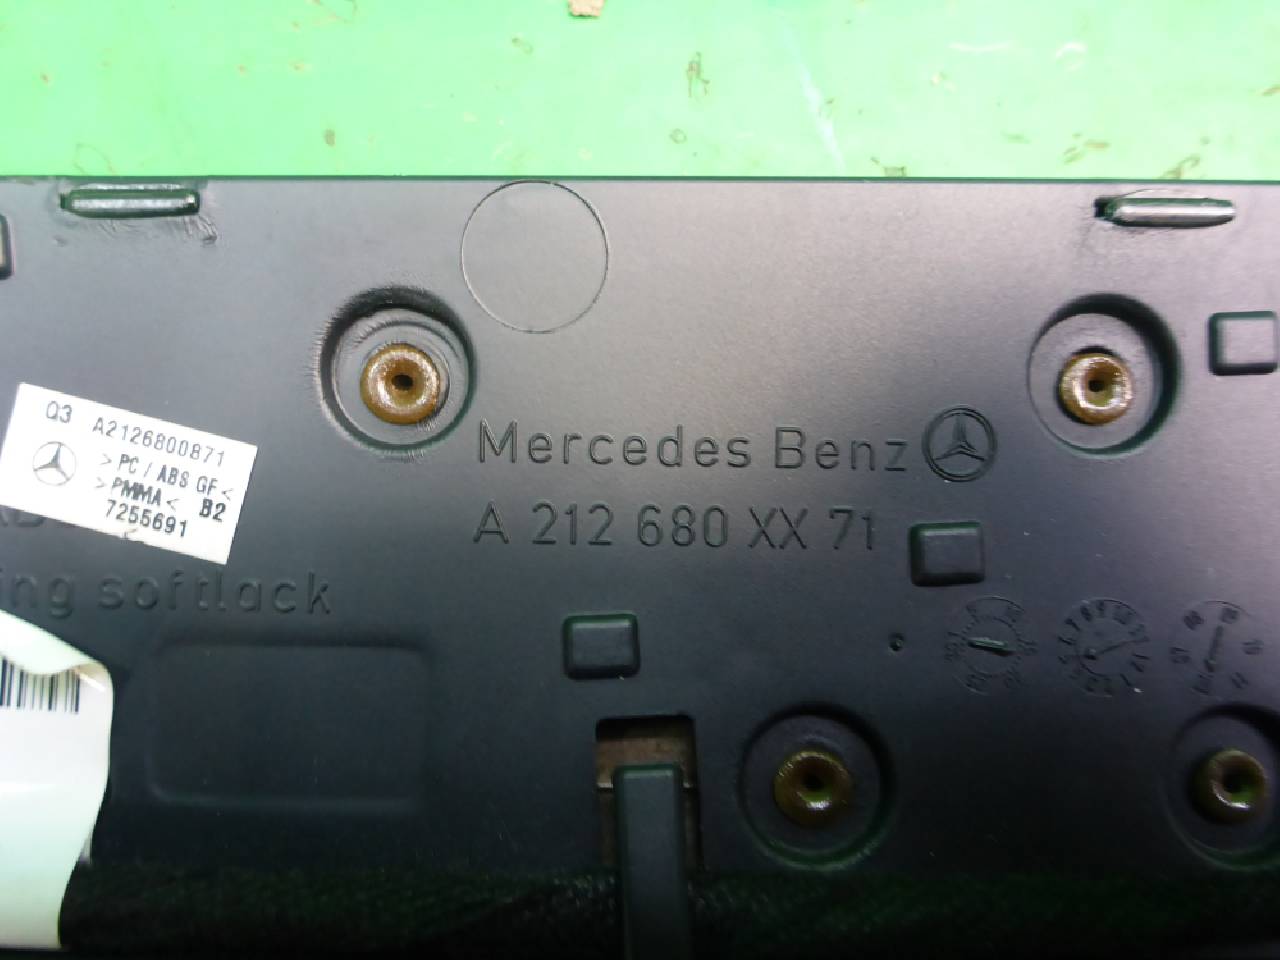 Q3 A2126800871
>PC/ABS GF<
>PMMA< B2
7255691
Mercedes Benz
A 212 680 XX 71
ing softlack